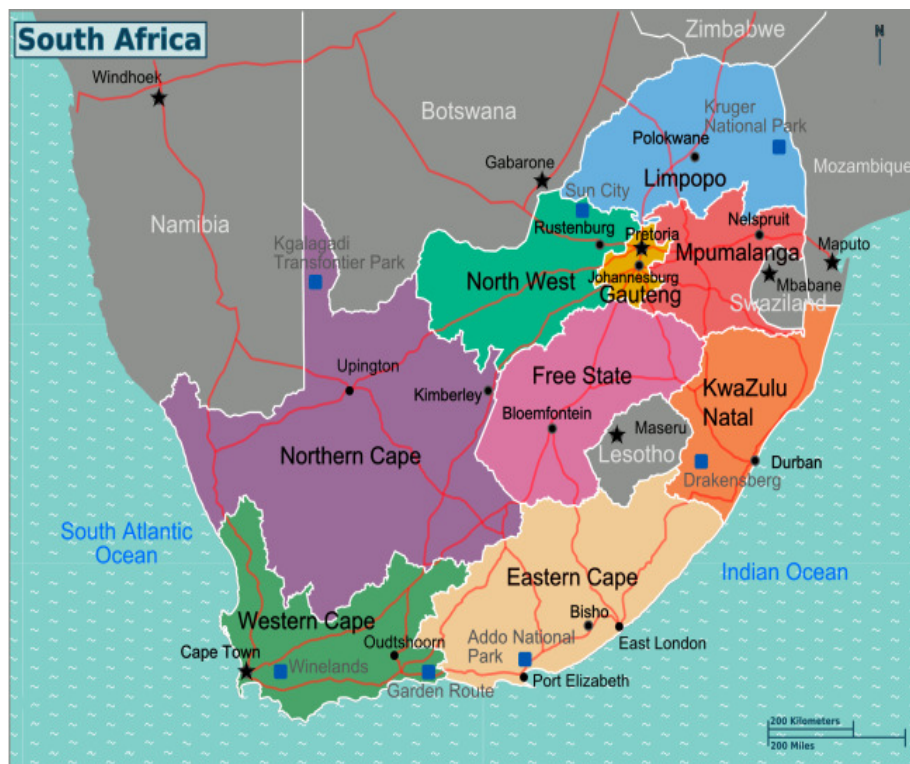 South Africa
Zimbabwe
N
Windhoek
Botswana
Kruger
National Park
Polokwane
Mozambique
Gabarone
Limpopo
Sun City
Namibia
Nelspruit
Rustenburg
Pretoria
Kgalagadi
Transfontier Park
Mpumalanga
Maputo
North West
Johannesburg
Mbabane
Gauteng
Swaziland
Upington
Free State
KwaZulu
Natal
Kimberley
Bloemfontein
Maseru
Northern Cape
Lesotho
Durban
Drakensberg
South Atlantic
Ocean
Indian Ocean
Eastern Cape
Western Cape
Bisho
Addo National
Park
East London
Oudtshoorn
Cape Town
Winelands
Port Elizabeth
Garden Route
200 Kilometers
200 Miles